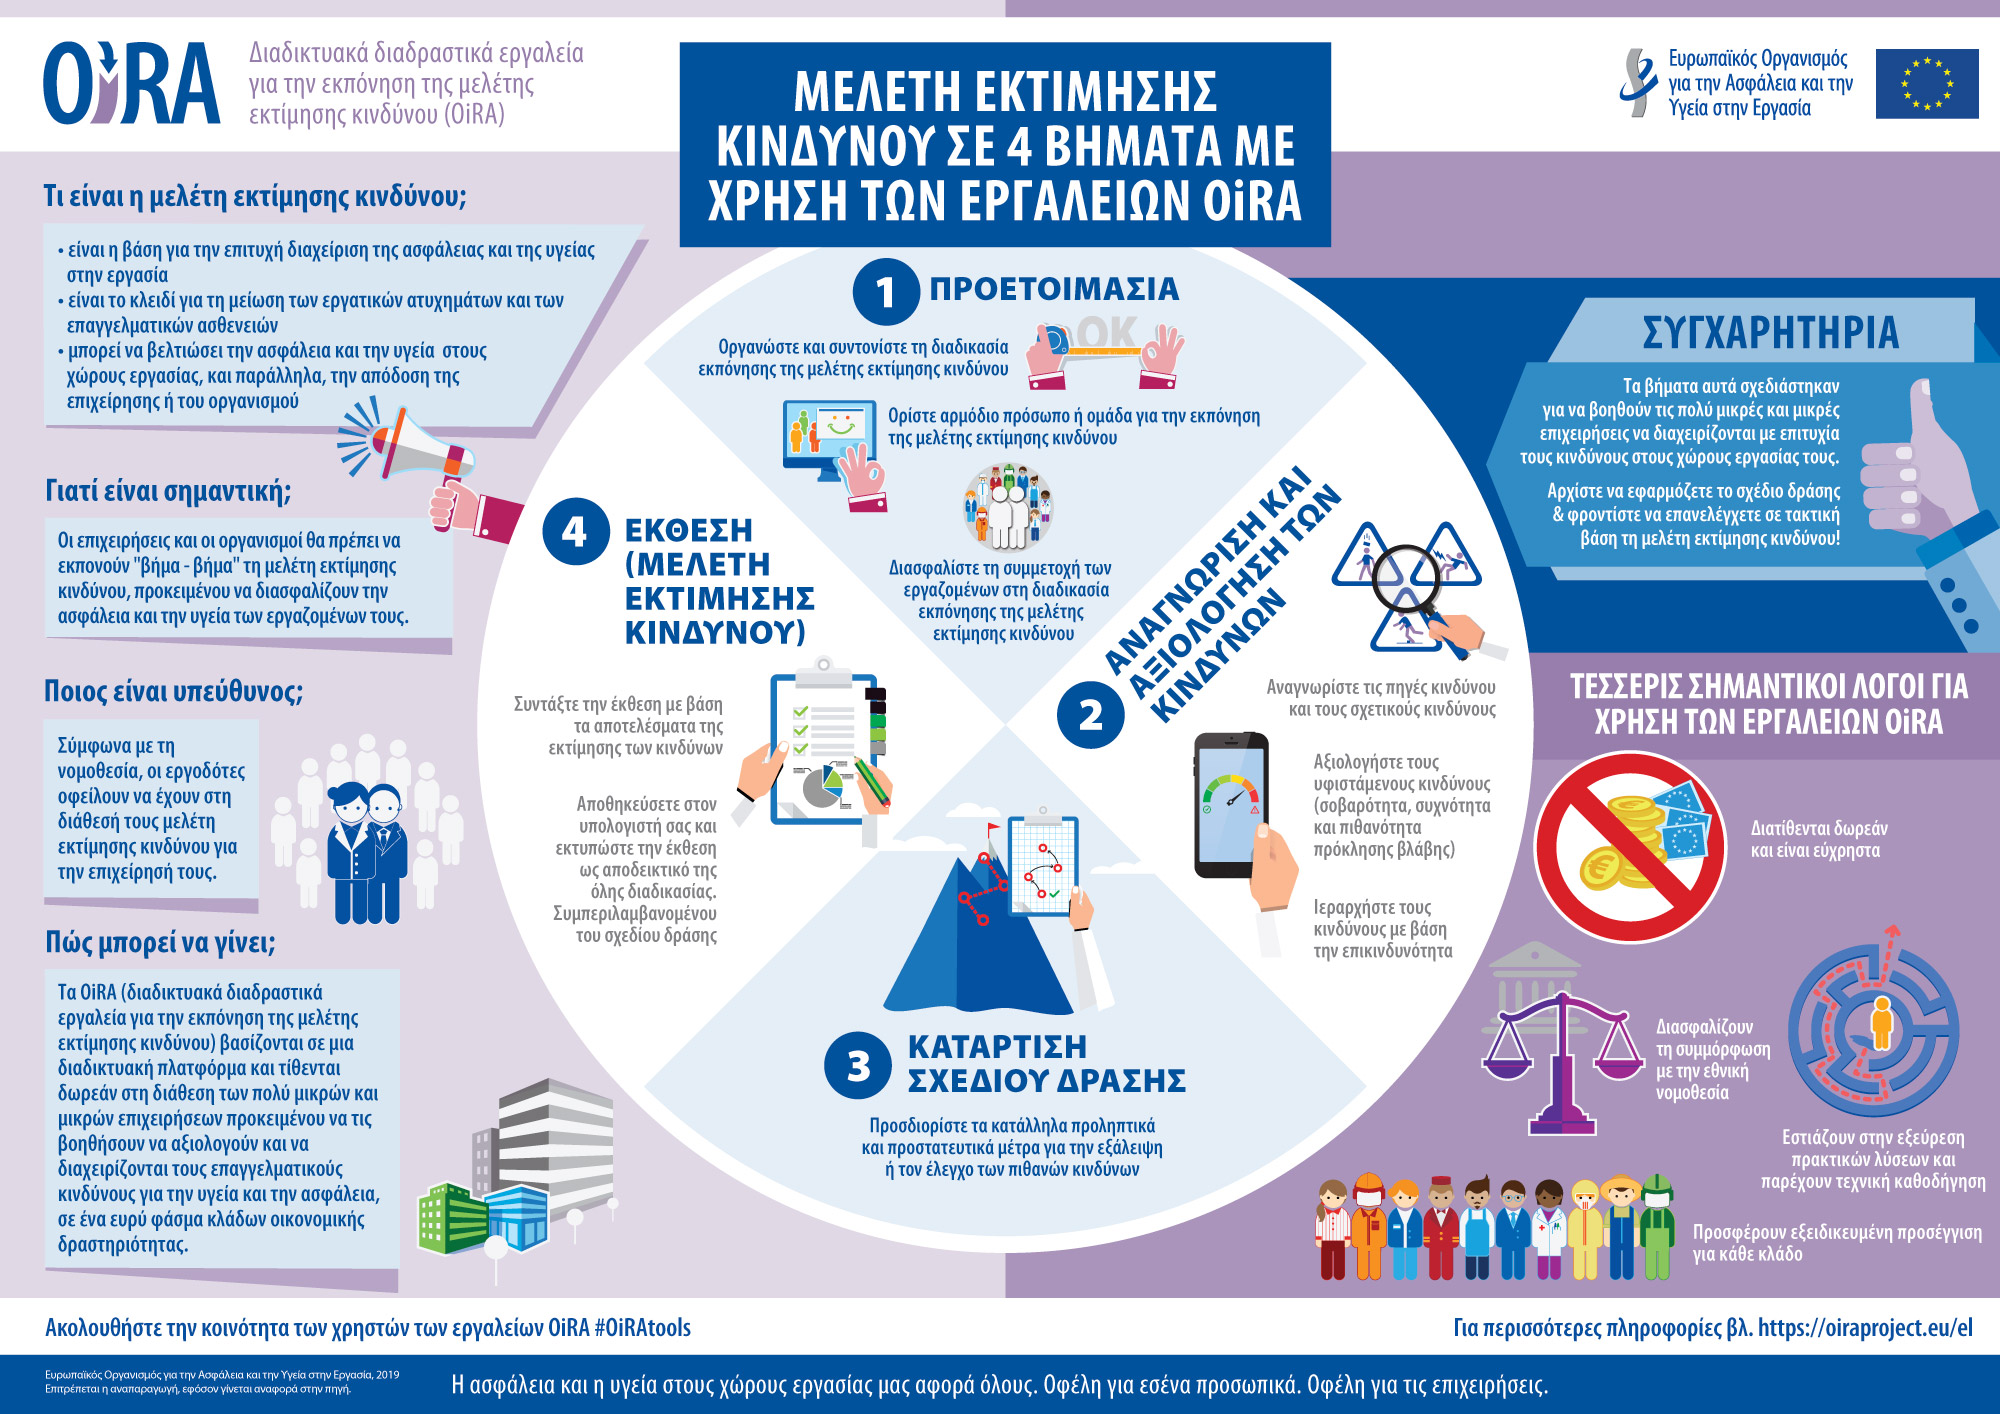 OiRA
Διαδικτυακά διαδραστικά εργαλεία
για την εκπόνηση της μελέτης
εκτίμησης κινδύνου (OiRA)
ΜΕΛΕΤΗ ΕΚΤΙΜΗΣΗΣ
ΚΙΝΔΥΝΟΥ ΣΕ 4 ΒΗΜΑΤΑ ΜΕ
ΧΡΗΣΗ ΤΩΝ ΕΡΓΑΛΕΙΩΝ OiRA
Ευρωπαϊκός Οργανισμός
για την Ασφάλεια και την
Υγεία στην Εργασία
Τι είναι η μελέτη εκτίμησης κινδύνου;
• είναι η βάση για την επιτυχή διαχείριση της ασφάλειας και της υγείας
στην εργασία
• είναι το κλειδί για τη μείωση των εργατικών ατυχημάτων και των
επαγγελματικών ασθενειών
• μπορεί να βελτιώσει την ασφάλεια και την υγεία στους
χώρους εργασίας, και παράλληλα, την απόδοση της
επιχείρησης ή του οργανισμού
Γιατί είναι σημαντική;
Οι επιχειρήσεις και οι οργανισμοί θα πρέπει να
εκπονούν "βήμα - βήμα" τη μελέτη εκτίμησης
κινδύνου, προκειμένου να διασφαλίζουν την
ασφάλεια και την υγεία των εργαζομένων τους.
Ποιος είναι υπεύθυνος;
Σύμφωνα με τη
νομοθεσία, οι εργοδότες
οφείλουν να έχουν στη
διάθεσή τους μελέτη
εκτίμησης κινδύνου για
την επιχείρησή τους.
Πώς μπορεί να γίνει;
Τα OiRA (διαδικτυακά διαδραστικά
εργαλεία για την εκπόνηση της μελέτης
εκτίμησης κινδύνου) βασίζονται σε μια
διαδικτυακή πλατφόρμα και τίθενται
δωρεάν στη διάθεση των πολύ μικρών και
μικρών επιχειρήσεων προκειμένου να τις
βοηθήσουν να αξιολογούν και να
διαχειρίζονται τους επαγγελματικούς
κινδύνους για την υγεία και την ασφάλεια,
σε ένα ευρύ φάσμα κλάδων οικονομικής
δραστηριότητας.
1 ΠΡΟΕΤΟΙΜΑΣΙΑ
OK
Οργανώστε και συντονίστε τη διαδικασία
εκπόνησης της μελέτης εκτίμησης κινδύνου
Ορίστε αρμόδιο πρόσωπο ή ομάδα για την εκπόνηση
της μελέτης εκτίμησης κινδύνου
Διασφαλίστε τη συμμετοχή των
εργαζομένων στη διαδικασία
εκπόνησης της μελέτης
εκτίμησης κινδύνου
2
ΑΝΑΓΝΩΡΙΣΗ ΚΑΙ
ΑΞΙΟΛΟΓΗΣΗ ΤΩΝ
ΚΙΝΔΥΝΩΝ
Αναγνωρίστε τις πηγές κινδύνου
και τους σχετικούς κινδύνους
Αξιολογήστε τους
υφιστάμενους κινδύνους
(σοβαρότητα, συχνότητα
και πιθανότητα
πρόκλησης βλάβης)
Ιεραρχήστε τους
κινδύνους με βάση
την επικινδυνότητα
3 ΚΑΤΑΡΤΙΣΗ
ΣΧΕΔΙΟΥ ΔΡΑΣΗΣ
Προσδιορίστε τα κατάλληλα προληπτικά
και προστατευτικά μέτρα για την εξάλειψη
ή τον έλεγχο των πιθανών κινδύνων
4 ΕΚΘΕΣΗ
(ΜΕΛΕΤΗ
ΕΚΤΙΜΗΣΗΣ
ΚΙΝΔΥΝΟΥ)
Συντάξτε την έκθεση με βάση
τα αποτελέσματα της
εκτίμησης των κινδύνων
Αποθηκεύσετε στον
υπολογιστή σας και
εκτυπώστε την έκθεση
ως αποδεικτικό της
όλης διαδικασίας.
Συμπεριλαμβανομένου
του σχεδίου δράσης
ΣΥΓΧΑΡΗΤΗΡΙΑ
Τα βήματα αυτά σχεδιάστηκαν
για να βοηθούν τις πολύ μικρές και μικρές
επιχειρήσεις να διαχειρίζονται με επιτυχία
τους κινδύνους στους χώρους εργασίας τους.
Αρχίστε να εφαρμόζετε το σχέδιο δράσης
& φροντίστε να επανελέγχετε σε τακτική
βάση τη μελέτη εκτίμησης κινδύνου!
ΤΕΣΣΕΡΙΣ ΣΗΜΑΝΤΙΚΟΙ ΛΟΓΟΙ ΓΙΑ
ΧΡΗΣΗ ΤΩΝ ΕΡΓΑΛΕΙΩΝ OiRA
Διατίθενται δωρεάν
και είναι εύχρηστα
Διασφαλίζουν
τη συμμόρφωση
με την εθνική
νομοθεσία
Εστιάζουν στην εξεύρεση
πρακτικών λύσεων και
παρέχουν τεχνική καθοδήγηση
Προσφέρουν εξειδικευμένη προσέγγιση
για κάθε κλάδο
Ακολουθήστε την κοινότητα των χρηστών των εργαλείων OiRA #OiRAtools
Για περισσότερες πληροφορίες βλ. https://oiraproject.eu/el
Ευρωπαϊκός Οργανισμός για την Ασφάλεια και την Υγεία στην Εργασία, 2019
Επιτρέπεται η αναπαραγωγή, εφόσον γίνεται αναφορά στην πηγή.
Η ασφάλεια και η υγεία στους χώρους εργασίας μας αφορά όλους. Οφέλη για εσένα προσωπικά. Οφέλη για τις επιχειρήσεις.